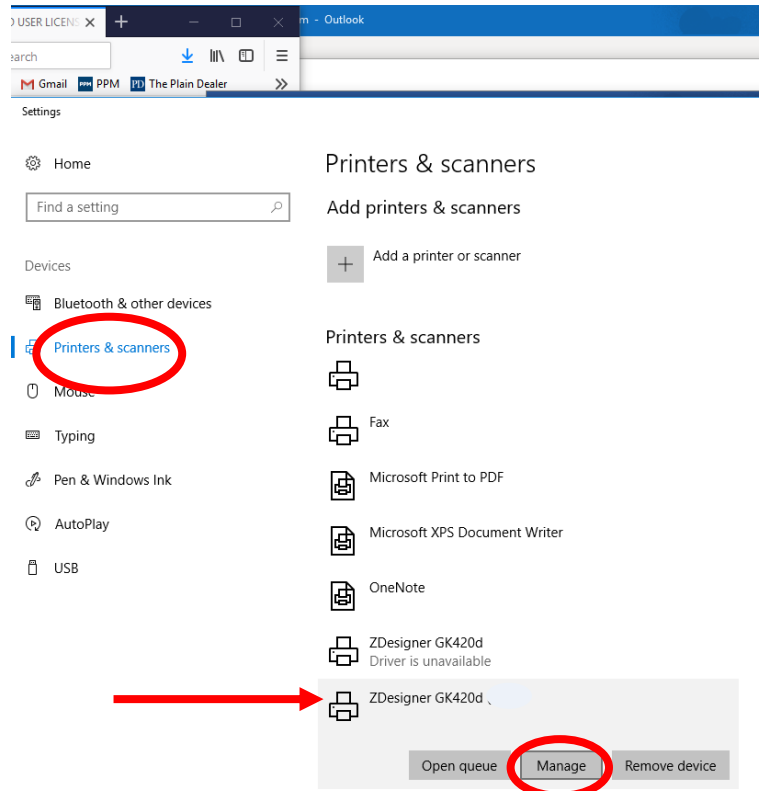 USER LICENS
m - Outlook
earch
Gmail PPM PPM PD The Plain Dealer
Settings
Home
Find a setting
Devices
Bluetooth & other devices
Printers & scanners
Mouse
Typing
Pen & Windows Ink
AutoPlay
USB
Printers & scanners
Add printers & scanners
Add a printer or scanner
Printers & scanners
Fax
Microsoft Print to PDF
Microsoft XPS Document Writer
OneNote
ZDesigner GK420d
Driver is unavailable
ZDesigner GK420d
Open queue Manage Remove device